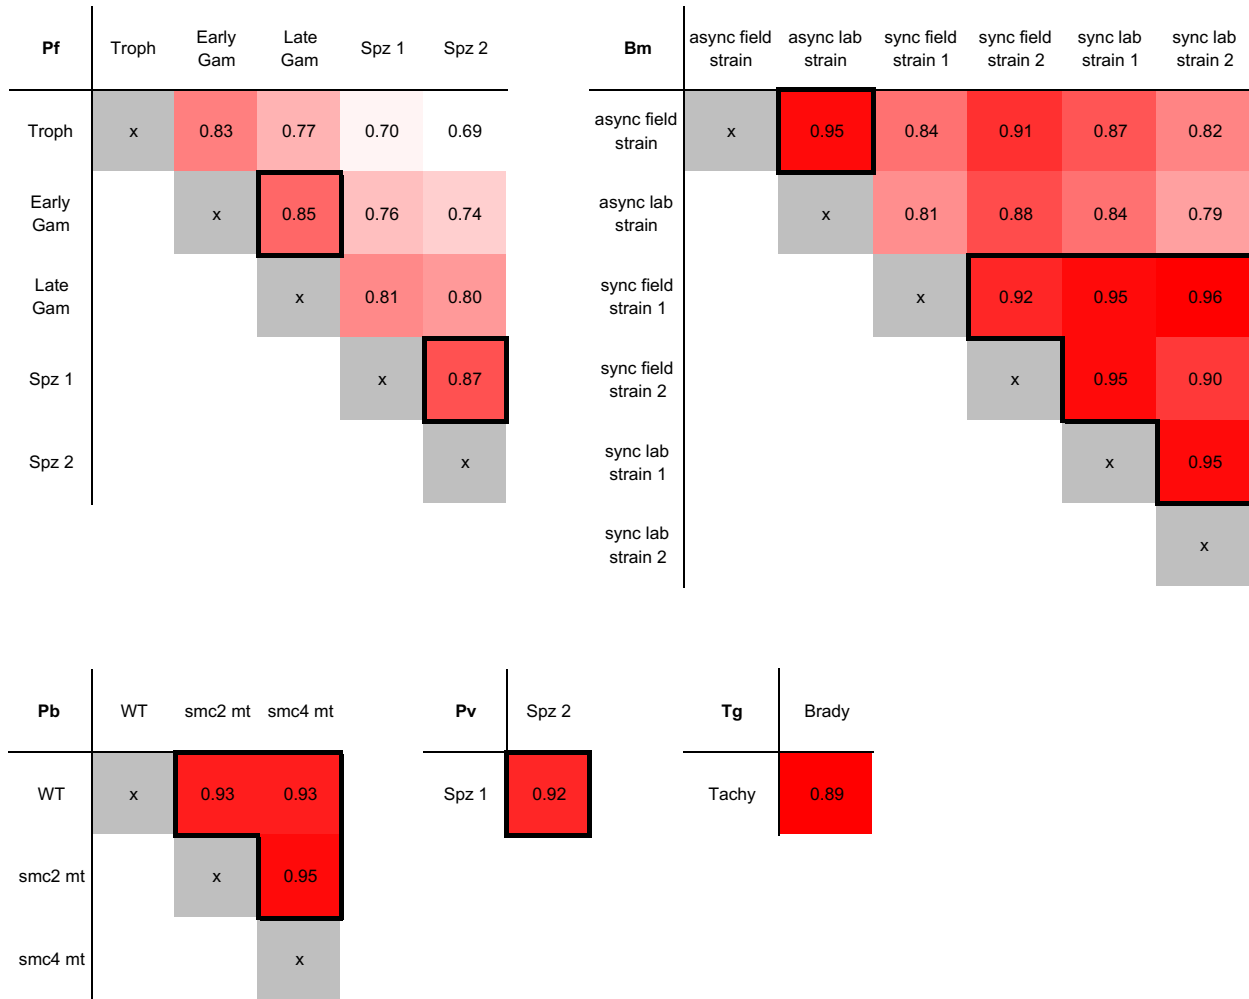 Pf Troph Early Gam Late Gam Spz 1 Spz 2
Troph x 0.83 0.77 0.70 0.69
Early Gam x 0.85 0.76 0.74
Late Gam x 0.81 0.80
Spz 1 x 0.87
Spz 2 x
Bm async field strain async lab strain sync field strain 1 sync field strain 2 sync lab strain 1 sync lab strain 2
async field strain x 0.95 0.84 0.91 0.87 0.82
async lab strain x 0.81 0.88 0.84 0.79
sync field strain 1 x 0.92 0.95 0.96
sync field strain 2 x 0.95 0.90
sync lab strain 1 x 0.95
sync lab strain 2 x
Pb WT smc2 mt smc4 mt
WT x 0.93 0.93
smc2 mt x 0.95
smc4 mt x
Pv Spz 2
Spz 1 0.92
Tg Brady
Tachy 0.89